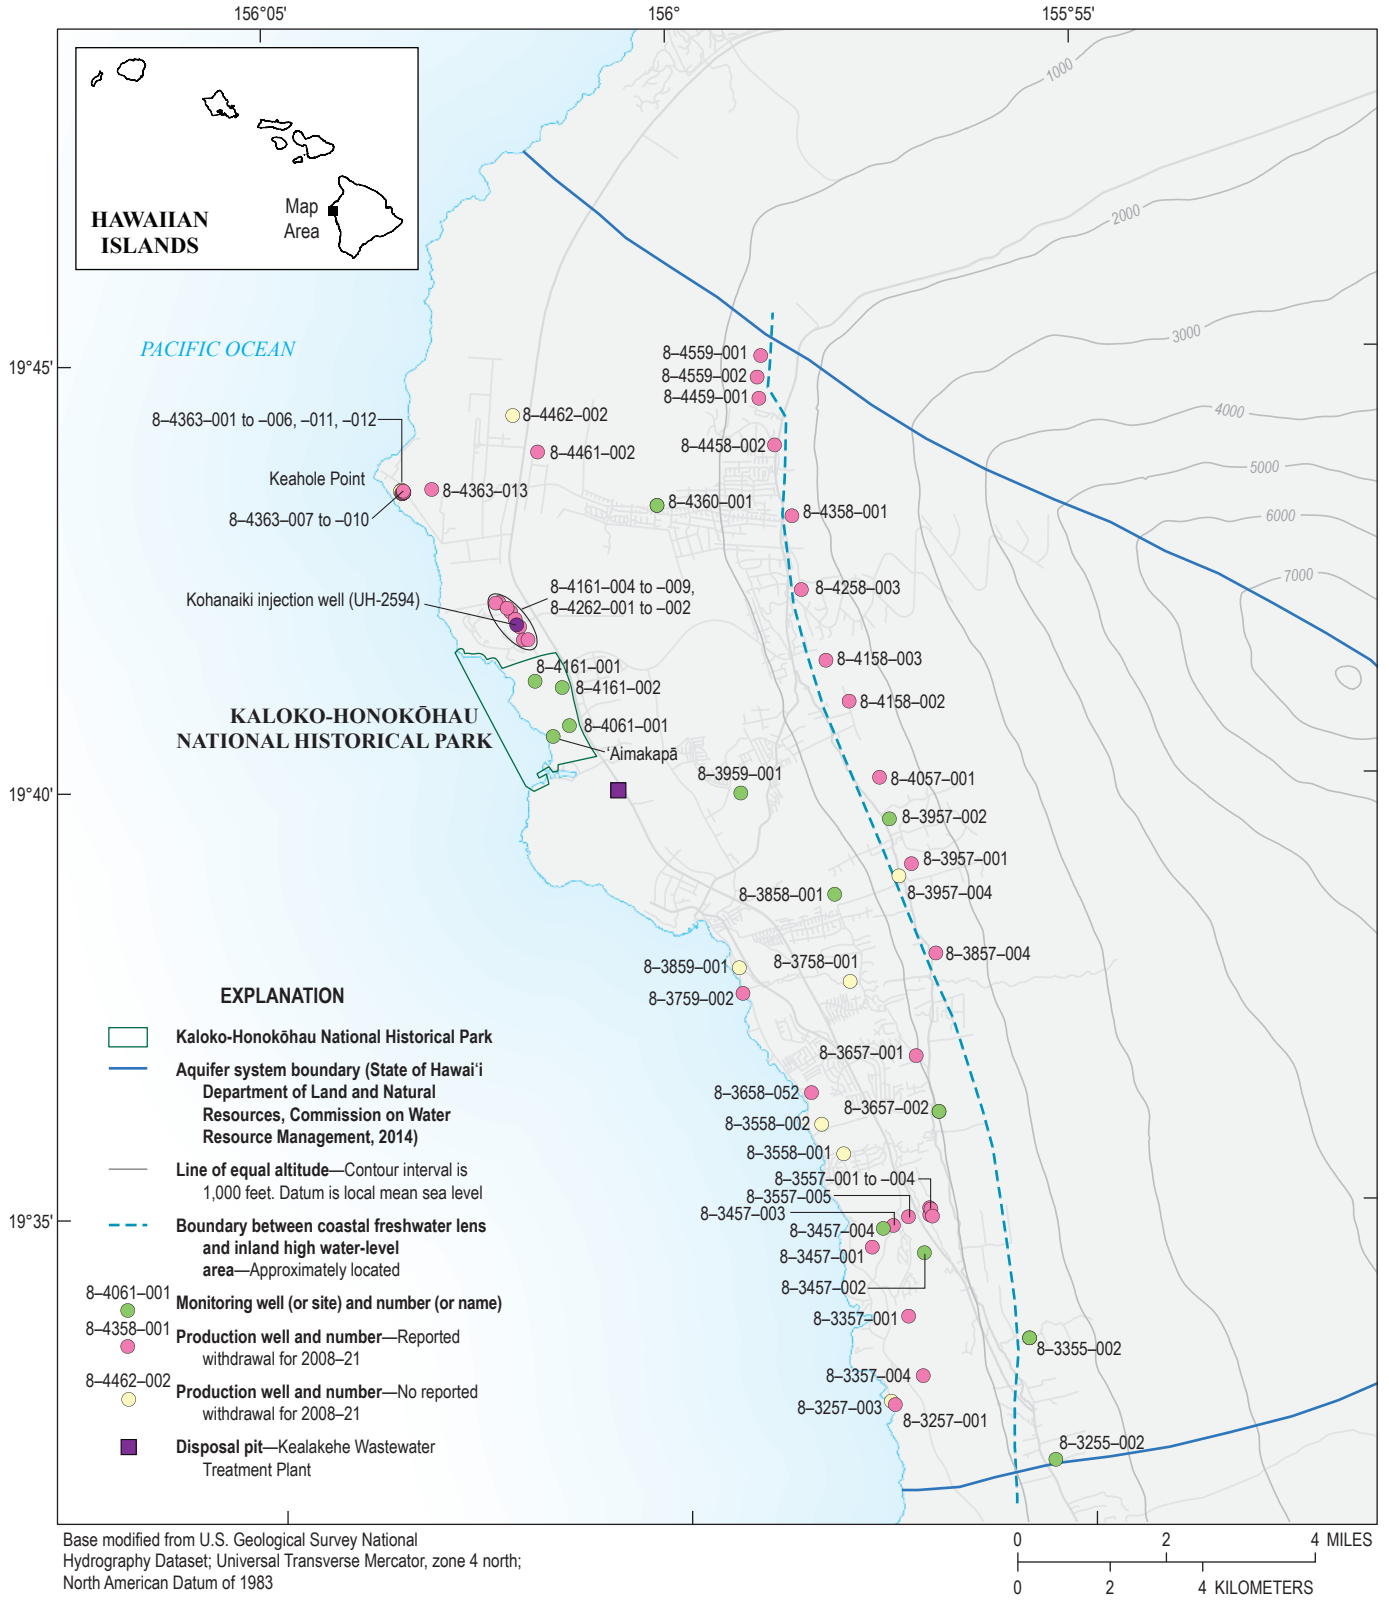 156°05'
156°
155°55'
1000
HAWAIIAN
ISLANDS
Map
Area
2000
PACIFIC OCEAN
3000
19°45'
8–4559–001
8–4559–002
8–4459–001
4000
8–4363–001 to –006, –011, –012
8–4462–002
8–4461–002
8–4458–002
5000
Keahole Point
8–4363–013
8–4360–001
8–4358–001
6000
8–4363–007 to –010
7000
8–4161–004 to –009,
8–4262–001 to –002
8–4258–003
Kohanaiki injection well (UH-2594)
8–4161–001
8–4161–002
8–4158–003
8–4158–002
KALOKO-HONOKŌHAU
NATIONAL HISTORICAL PARK
8–4061–001
ʻAimakapā
8–3959–001
8–4057–001
19°40'
8–3957–002
8–3957–001
8–3957–004
8–3858–001
8–3857–004
8–3859–001
8–3758–001
8–3759–002
8–3657–001
8–3658–052
8–3657–002
8–3558–002
8–3558–001
8–3557–001 to –004
8–3557–005
8–3457–003
8–3457–004
8–3457–001
8–3457–002
19°35'
8–3357–001
8–3355–002
8–3357–004
8–3257–003
8–3257–001
8–3255–002
EXPLANATION
Kaloko-Honokōhau National Historical Park
Aquifer system boundary (State of Hawaiʻi
Department of Land and Natural
Resources, Commission on Water
Resource Management, 2014)
Line of equal altitude—Contour interval is
1,000 feet. Datum is local mean sea level
Boundary between coastal freshwater lens
and inland high water-level
area—Approximately located
8–4061–001
Monitoring well (or site) and number (or name)
8–4358–001
Production well and number—Reported
withdrawal for 2008–21
8–4462–002
Production well and number—No reported
withdrawal for 2008–21
Disposal pit—Kealakehe Wastewater
Treatment Plant
Base modified from U.S. Geological Survey National
Hydrography Dataset; Universal Transverse Mercator, zone 4 north;
North American Datum of 1983
0 2 4 MILES
0 2 4 KILOMETERS